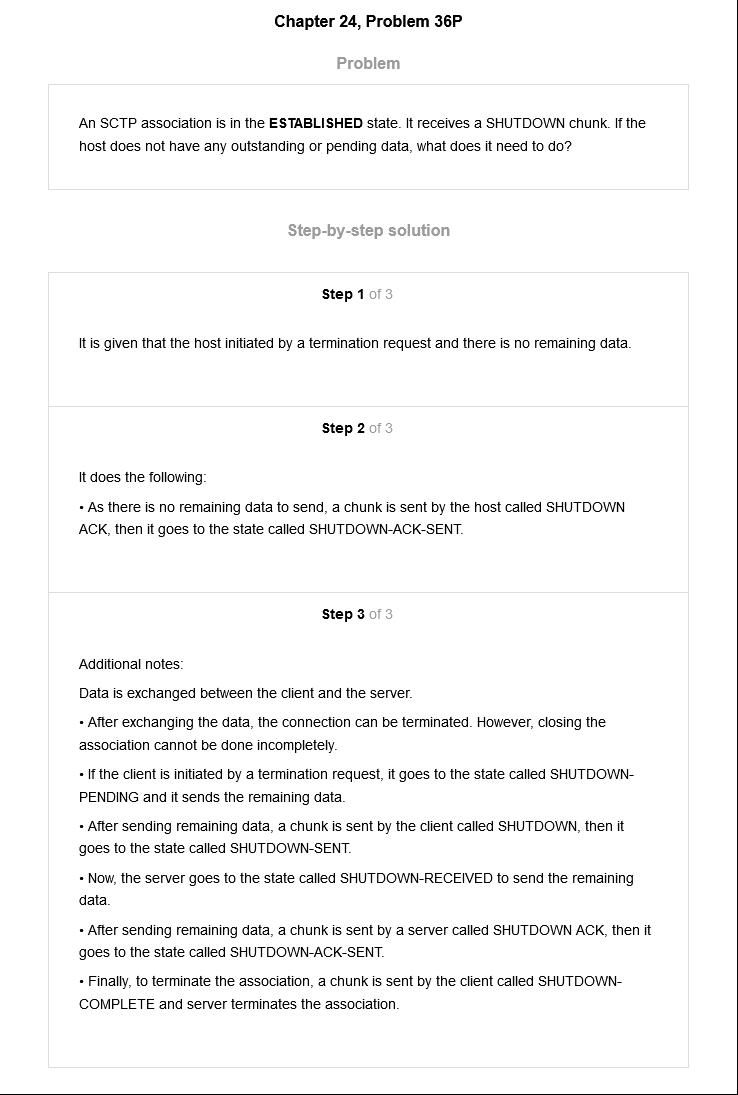 Chapter 24, Problem 36P
Problem
An SCTP association is in the ESTABLISHED state. It receives a SHUTDOWN chunk. If the
host does not have any outstanding or pending data, what does it need to do?
Step-by-step solution
Step 1 of 3
It is given that the host initiated by a termination request and there is no remaining data.
Step 2 of 3
It does the following:
• As there is no remaining data to send, a chunk is sent by the host called SHUTDOWN
ACK, then it goes to the state called SHUTDOWN-ACK-SENT.
Step 3 of 3
Additional notes:
Data is exchanged between the client and the server.
• After exchanging the data, the connection can be terminated. However, closing the
association cannot be done incompletely.
• If the client is initiated by a termination request, it goes to the state called SHUTDOWN-
PENDING and it sends the remaining data.
• After sending remaining data, a chunk is sent by the client called SHUTDOWN, then it
goes to the state called SHUTDOWN-SENT.
• Now, the server goes to the state called SHUTDOWN-RECEIVED to send the remaining
data.
• After sending remaining data, a chunk is sent by a server called SHUTDOWN ACK, then it
goes to the state called SHUTDOWN-ACK-SENT.
• Finally, to terminate the association, a chunk is sent by the client called SHUTDOWN-
COMPLETE and server terminates the association.